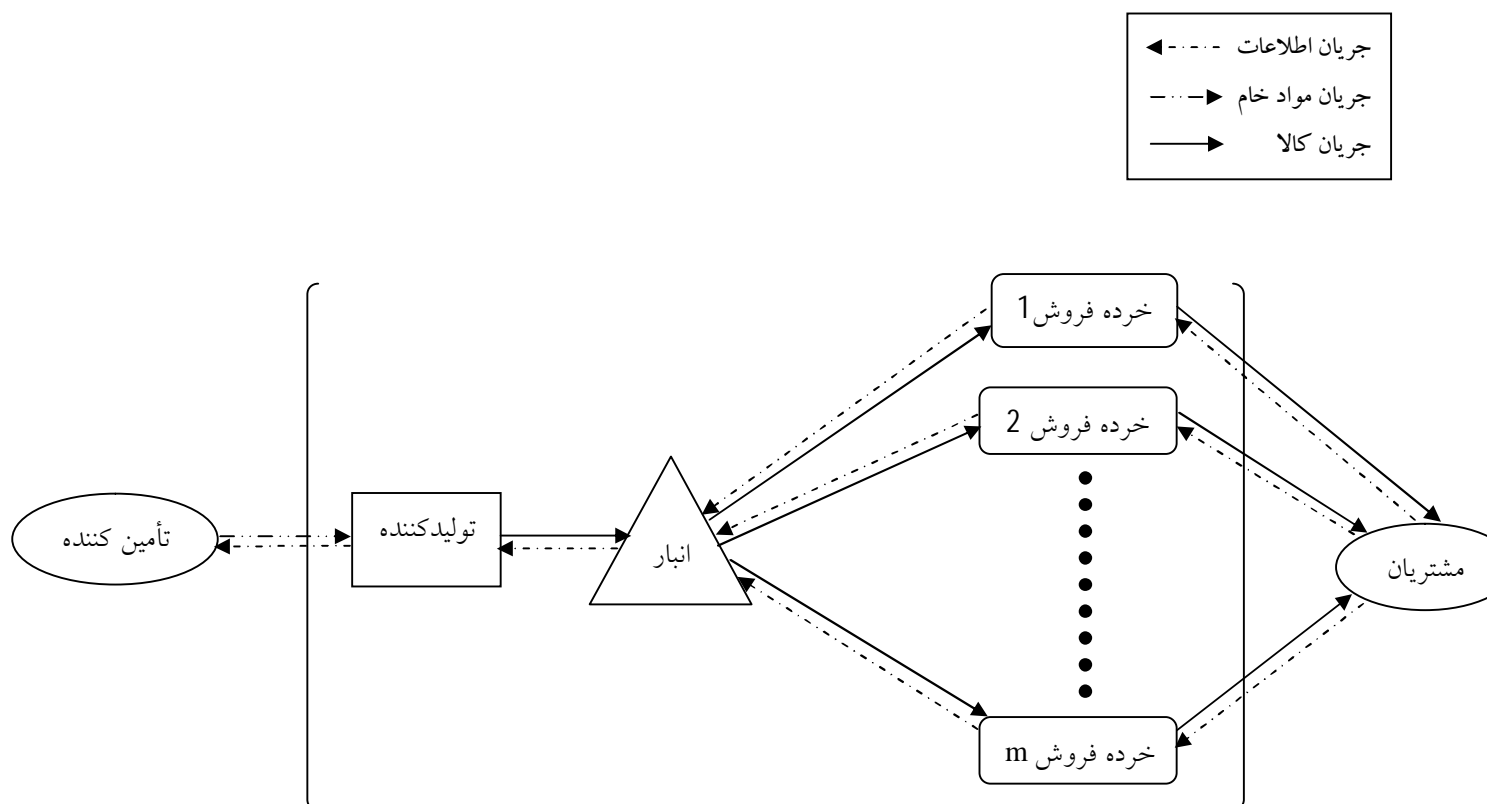 جریان اطلاعات
جریان مواد خام
جریان کالا
خرده فروش1
خرده فروش 2
تأمین کننده
تولیدکننده
انبار
مشتریان
خرده فروش m